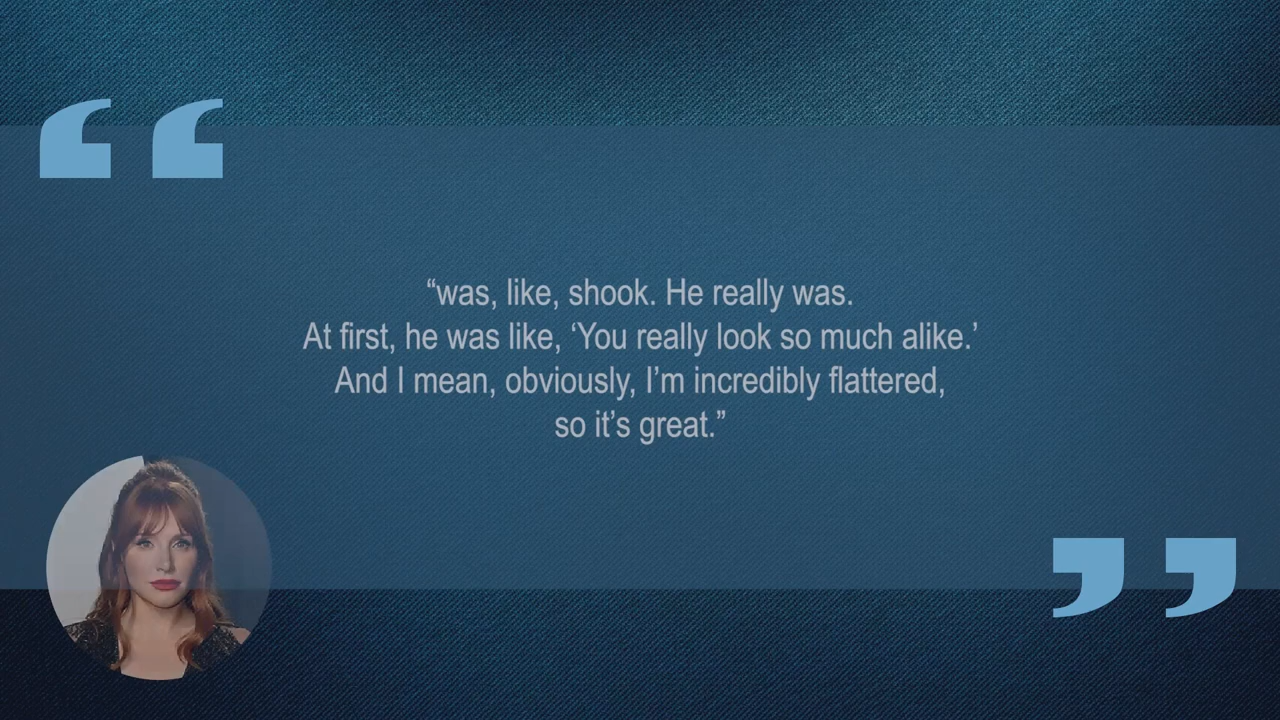 “was, like, shook. He really was.
At first, he was like, ‘You really look so much alike.’
And I mean, obviously, I’m incredibly flattered,
so it’s great.”